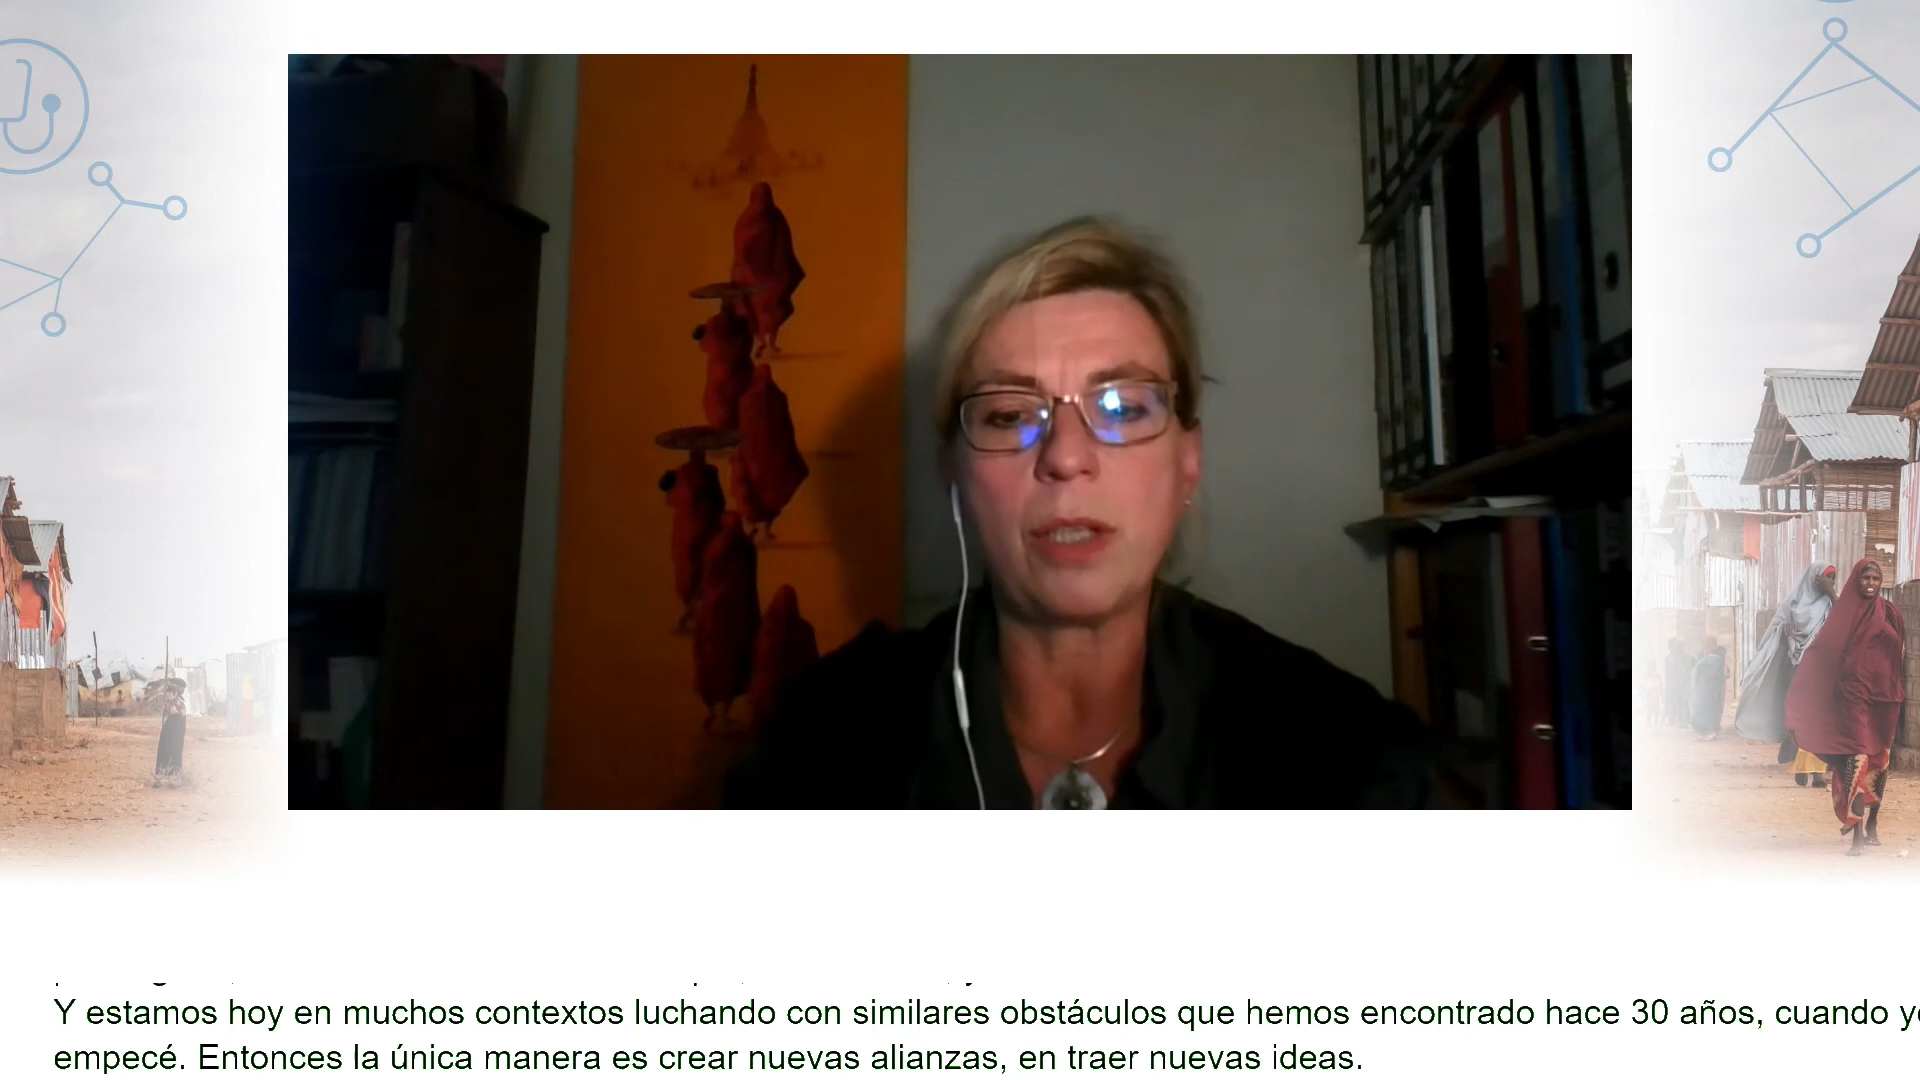 Y estamos hoy en muchos contextos luchando con similares obstáculos que hemos encontrado hace 30 años, cuando yo
empecé. Entonces la única manera es crear nuevas alianzas, en traer nuevas ideas.